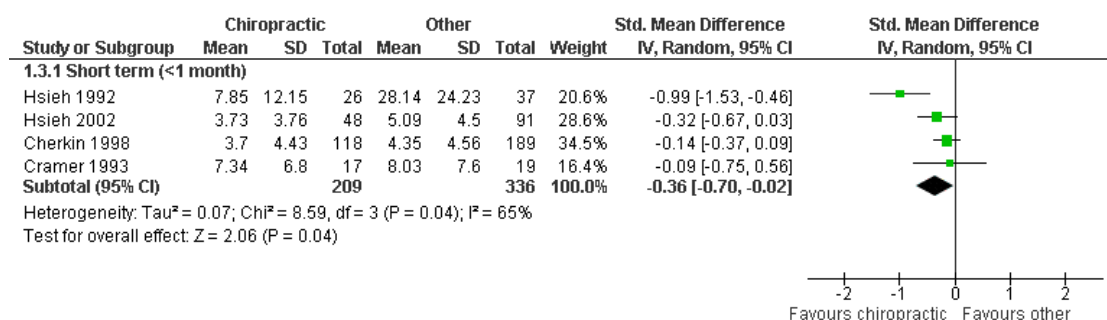 Chiropractic Other Std. Mean Difference Std. Mean Difference
Study or Subgroup Mean SD Total Mean SD Total Weight IV, Random, 95% CI IV, Random, 95% CI
1.3.1 Short term (<1 month)
Hsieh 1992 7.85 12.15 26 28.14 24.23 37 20.6% -0.99 [-1.53, -0.46]
Hsieh 2002 3.73 3.76 48 5.09 4.5 91 28.6% -0.32 [-0.67, 0.03]
Cherkin 1998 3.7 4.43 118 4.35 4.56 189 34.5% -0.14 [-0.37, 0.09]
Cramer 1993 7.34 6.8 17 8.03 7.6 19 16.4% -0.09 [-0.75, 0.56]
Subtotal (95% CI) 209 336 100.0% -0.36 [-0.70, -0.02]
Heterogeneity: Tau² = 0.07; Chi² = 8.59, df = 3 (P = 0.04); I² = 65%
Test for overall effect: Z = 2.06 (P = 0.04)
-2 -1 0 1 2
Favours chiropractic Favours other